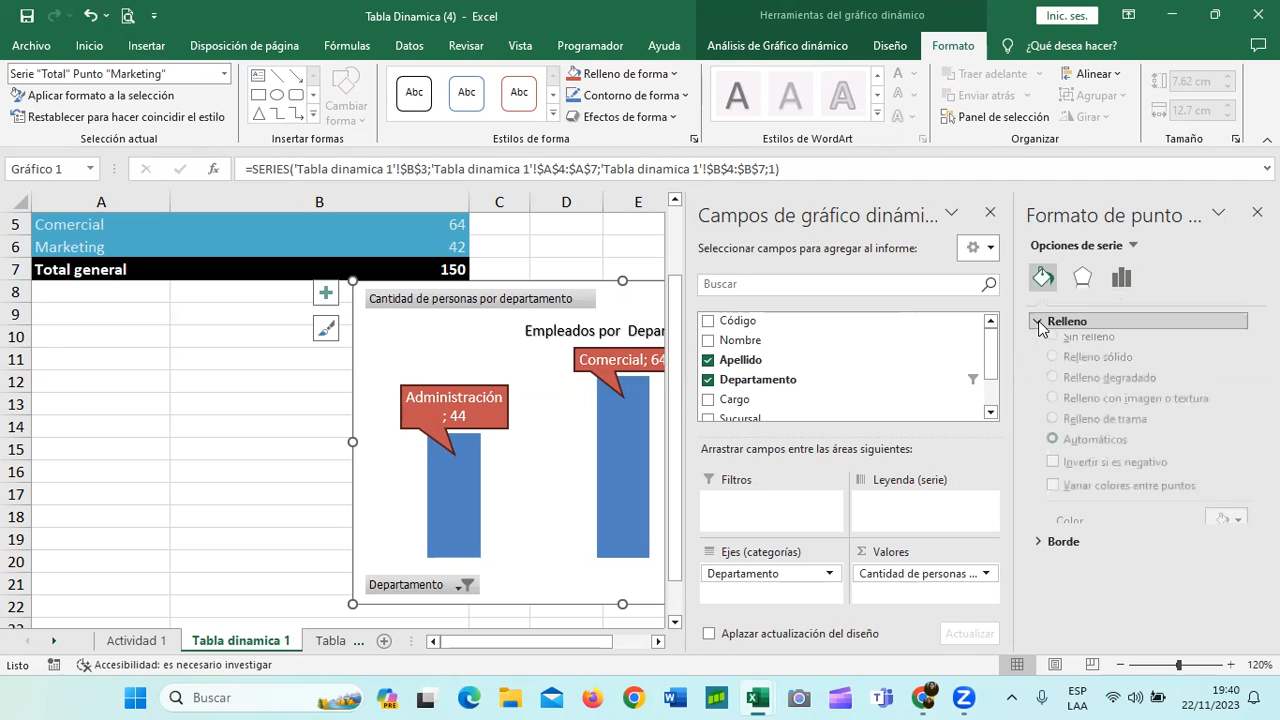 Tabla Dinamica (4) - Excel
Herramientas del gráfico dinámico
Inic. ses.
Archivo
Inicio
Insertar
Disposición de página
Fórmulas
Datos
Revisar
Vista
Programador
Ayuda
Análisis de Gráfico dinámico
Diseño
Formato
¿Qué desea hacer?
Serie "Total" Punto "Marketing"
Aplicar formato a la selección
Restablecer para hacer coincidir el estilo
Selección actual
Cambiar
forma
Insertar formas
Abc
Abc
Abc
Relleno de forma
Contorno de forma
Efectos de forma
Estilos de forma
A
A
A
Estilos de WordArt
Traer adelante
Enviar atrás
Panel de selección
Alinear
Agrupar
Girar
Organizar
7.62 cm
12.7 cm
Tamaño
Gráfico 1
fx
=SERIES('Tabla dinamica 1'!$B$3;'Tabla dinamica 1'!$A$4:$A$7;'Tabla dinamica 1'!$B$4:$B$7;1)
A B C D E
5 Comercial 64
6 Marketing 42
7 Total general 150
8
9
10
11
12
13
14
15
16
17
18
19
20
21
22
Cantidad de personas por departamento
Empleados por Depar
Comercial; 64
Administración
; 44
Departamento
Campos de gráfico dinámi...
Seleccionar campos para agregar al informe:
Buscar
Código
Nombre
Apellido
Departamento
Cargo
Sucursal
Arrastrar campos entre las áreas siguientes:
Filtros
Leyenda (serie)
Ejes (categorías)
Σ Valores
Departamento
Cantidad de personas ...
Aplazar actualización del diseño
Actualizar
Formato de punto ...
Opciones de serie
Relleno
Sin relleno
Relleno sólido
Relleno degradado
Relleno con imagen o textura
Relleno de trama
Automáticos
Invertir si es negativo
Variar colores entre puntos
Color
Borde
Actividad 1
Tabla dinamica 1
Tabla ...
Listo
Accesibilidad: es necesario investigar
120%
Buscar
ESP
LAA
19:40
22/11/2023